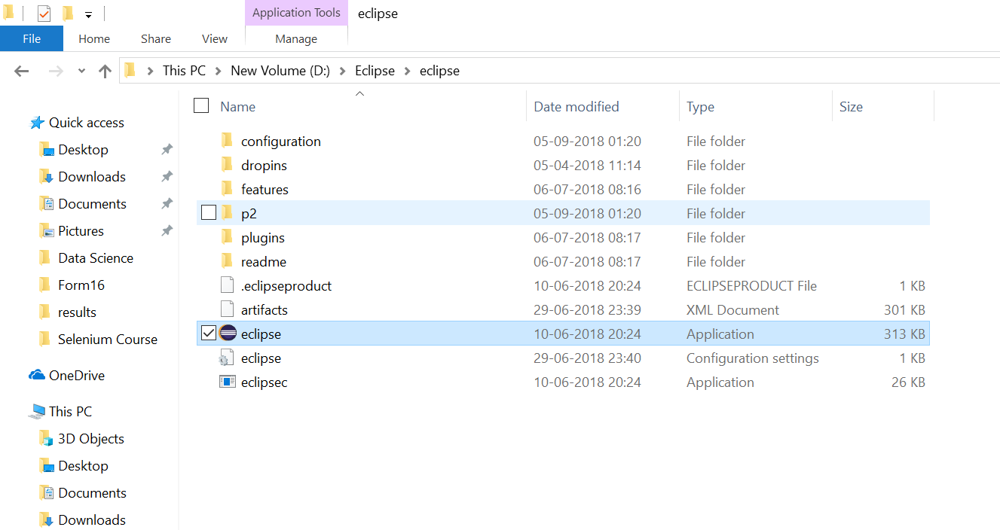 Application Tools eclipse
File Home Share View Manage
This PC New Volume (D:) Eclipse eclipse
Name Date modified Type Size
Quick access
Desktop
Downloads
Documents
Pictures
Data Science
Form16
results
Selenium Course
OneDrive
This PC
3D Objects
Desktop
Documents
Downloads
configuration 05-09-2018 01:20 File folder
dropins 05-04-2018 11:14 File folder
features 06-07-2018 08:16 File folder
p2 05-09-2018 01:20 File folder
plugins 06-07-2018 08:17 File folder
readme 06-07-2018 08:17 File folder
.eclipseproduct 10-06-2018 20:24 ECLIPSEPRODUCT File 1 KB
artifacts 29-06-2018 23:39 XML Document 301 KB
eclipse 10-06-2018 20:24 Application 313 KB
eclipse 29-06-2018 23:40 Configuration settings 1 KB
eclipsec 10-06-2018 20:24 Application 26 KB